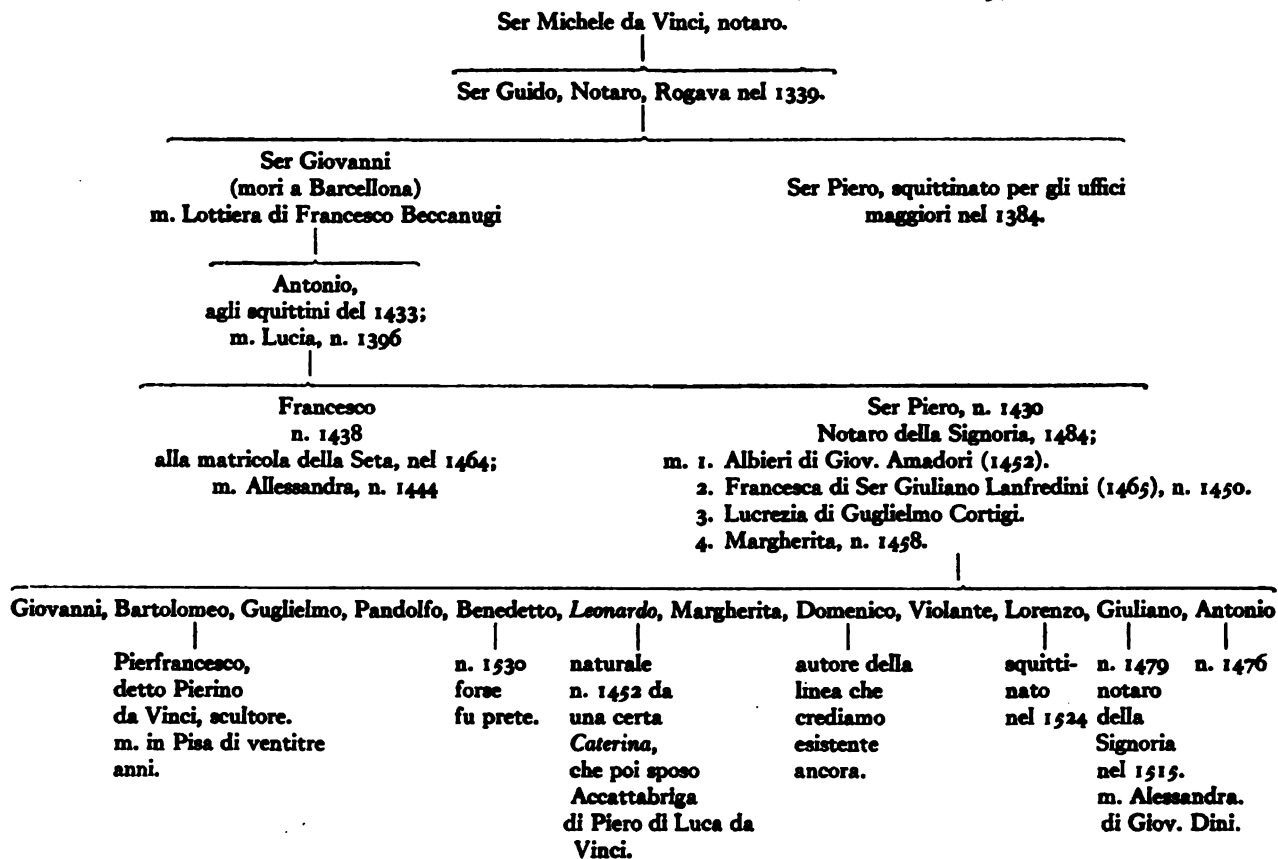 Ser Michele da Vinci, notaro.
Ser Guido, Notaro, Rogava nel 1339.
Ser Giovanni
(mori a Barcellona)
m. Lottiera di Francesco Beccanugi
Ser Piero, squittinato per gli uffici
maggiori nel 1384.
Antonio,
agli squittini del 1433;
m. Lucia, n. 1396
Francesco
n. 1438
alla matricola della Seta, nel 1464;
m. Allessandra, n. 1444
Ser Piero, n. 1430
Notaro della Signoria, 1484;
m. 1. Albieri di Giov. Amadori (1452).
2. Francesca di Ser Giuliano Lanfredini (1465), n. 1450.
3. Lucrezia di Guglielmo Cortigi.
4. Margherita, n. 1458.
Giovanni, Bartolomeo, Guglielmo, Pandolfo, Benedetto, Leonardo, Margherita, Domenico, Violante, Lorenzo, Giuliano, Antonio
Pierfrancesco,
detto Pierino
da Vinci, scultore.
m. in Pisa di ventitre
anni.
n. 1530
forse
fu prete.
naturale
n. 1452 da
una certa
Caterina,
che poi sposo
Accattabriga
di Piero di Luca da
Vinci.
autore della
linea che
crediamo
esistente
ancora.
squitti-
nato
nel 1524
n. 1479
notaro
della
Signoria
nel 1515.
m. Alessandra.
di Giov. Dini.
n. 1476